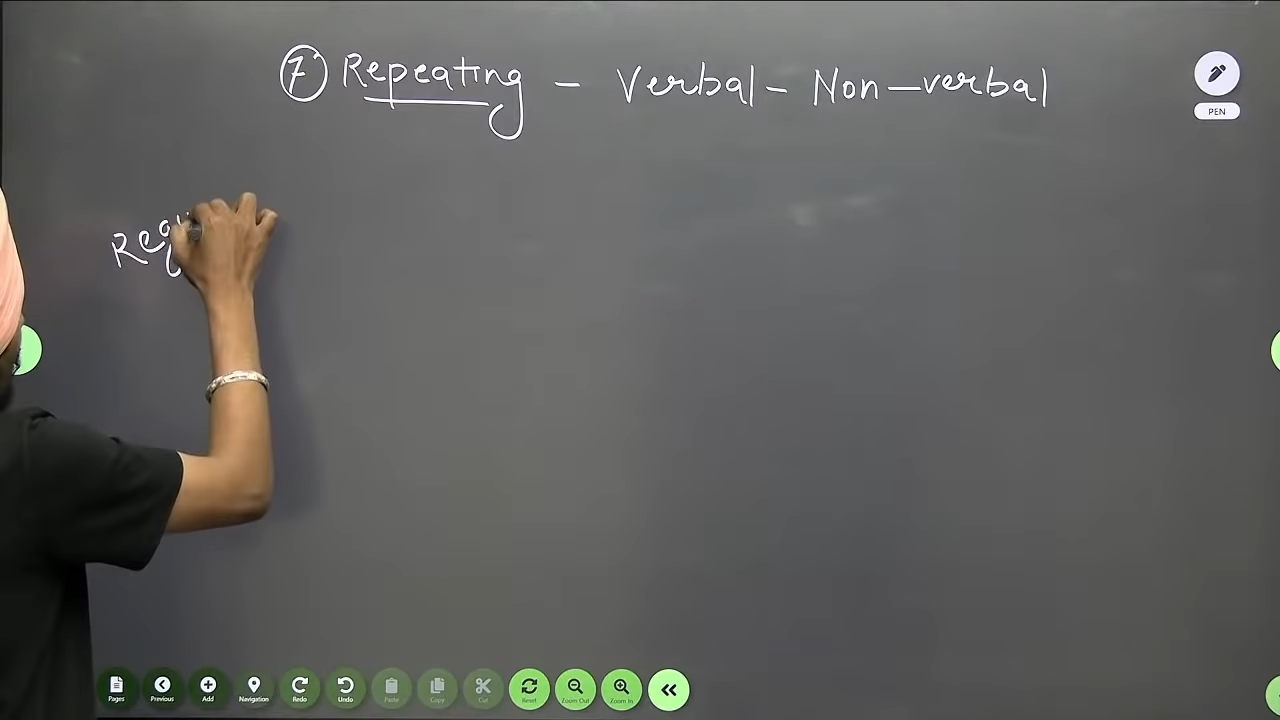 ⑦ Repeating - Verbal - Non-verbal
PEN
Req
Pages Previous Add Navigation Redo Undo Paste Copy Cut Reset Zoom Out Zoom In